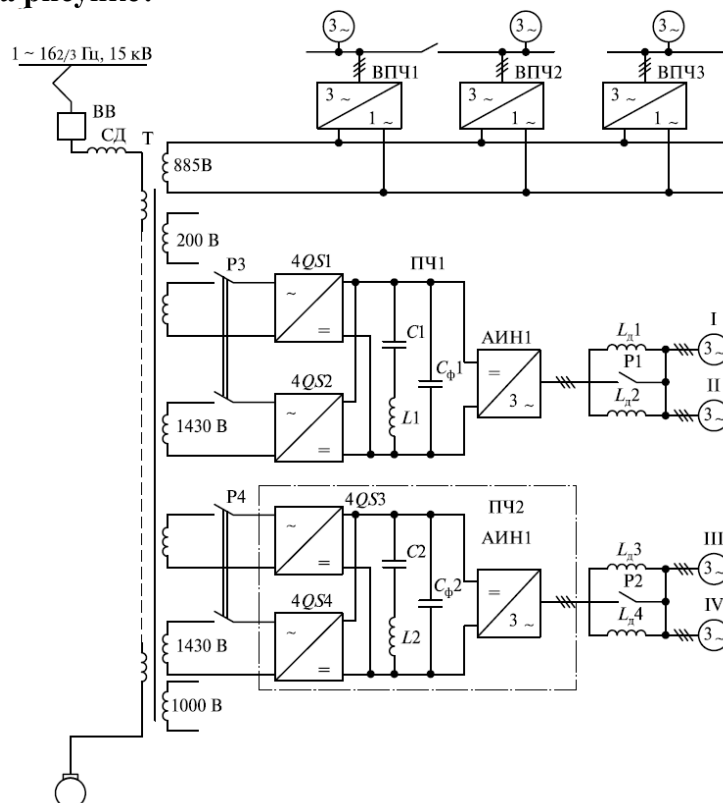 а рисунке:
3~ 3~ 3~
1 ~ 162/3 Гц, 15 кВ
ВПЧ1 ВПЧ2 ВПЧ3
3 ~ 3 ~ 3 ~
1 ~ 1 ~ 1 ~
ВВ
СД Т
885В
200 В
Р3 4QS1 ПЧ1
~
=
C1
АИН1
I
Lд1
3~
Cф1
=
3 ~
Р1
II
4QS2
Lд2
3~
1430 В
~
L1
=
Р4 4QS3 ПЧ2
III
~
C2
АИН1
Lд3
3~
=
Cф2
Р2
IV
4QS4
=
Lд4
3~
1430 В
~
L2
3 ~
=
1000 В